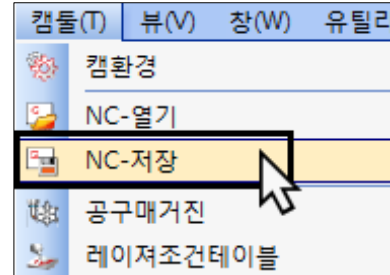 캠툴(T) 뷰(V) 창(W) 유틸리
캠환경
NC-열기
NC-저장
공구매거진
레이져조건테이블